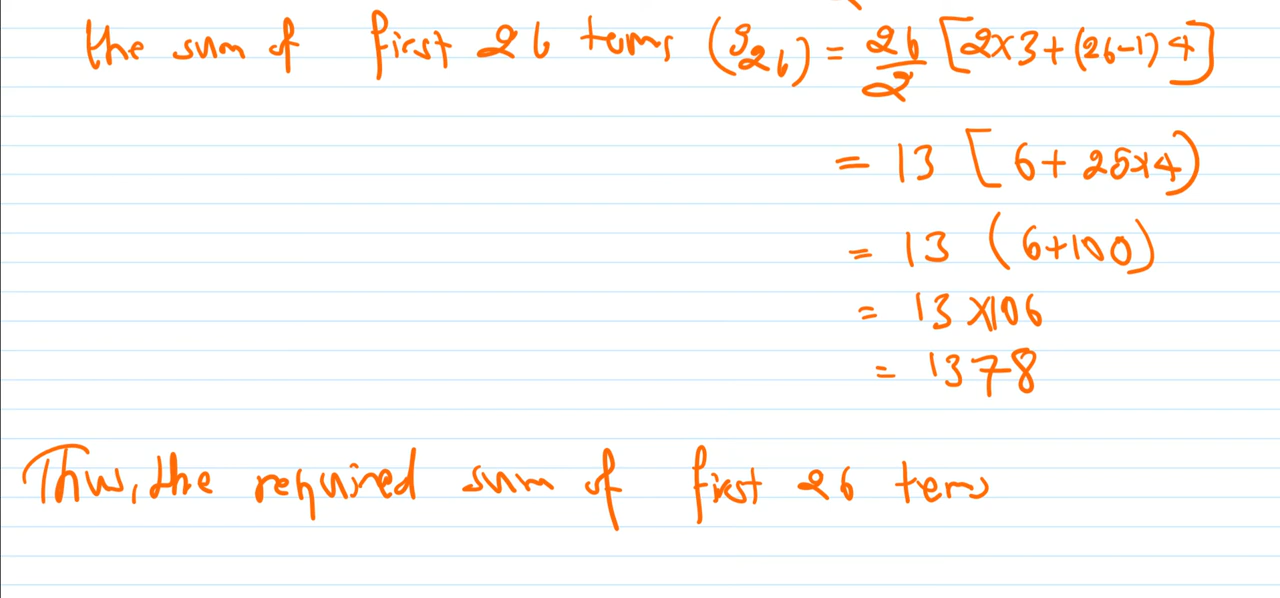 the sum of first 26 terms (S26) = 26/2 [2×3+(26-1)4]
= 13 [6+25×4)
= 13 (6+100)
= 13×106
= 1378
Thus, the required sum of first 26 terms